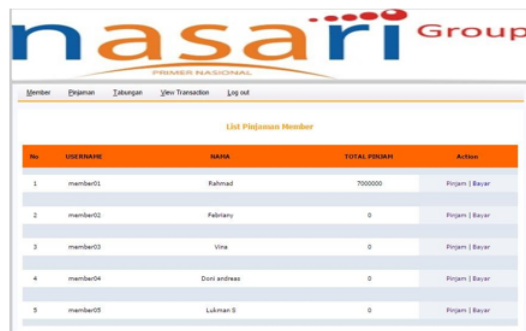 nasari Group
PRIMER NASIONAL
Member Pinjaman Tabungan View Transaction Log out
List Pinjaman Member
No USERNAME NAMA TOTAL PINJAM Action
1 member01 Rahmad 7000000 Pinjam | Bayar
2 member02 Febriany 0 Pinjam | Bayar
3 member03 Vina 0 Pinjam | Bayar
4 member04 Doni andreas 0 Pinjam | Bayar
5 member05 Lukman S 0 Pinjam | Bayar